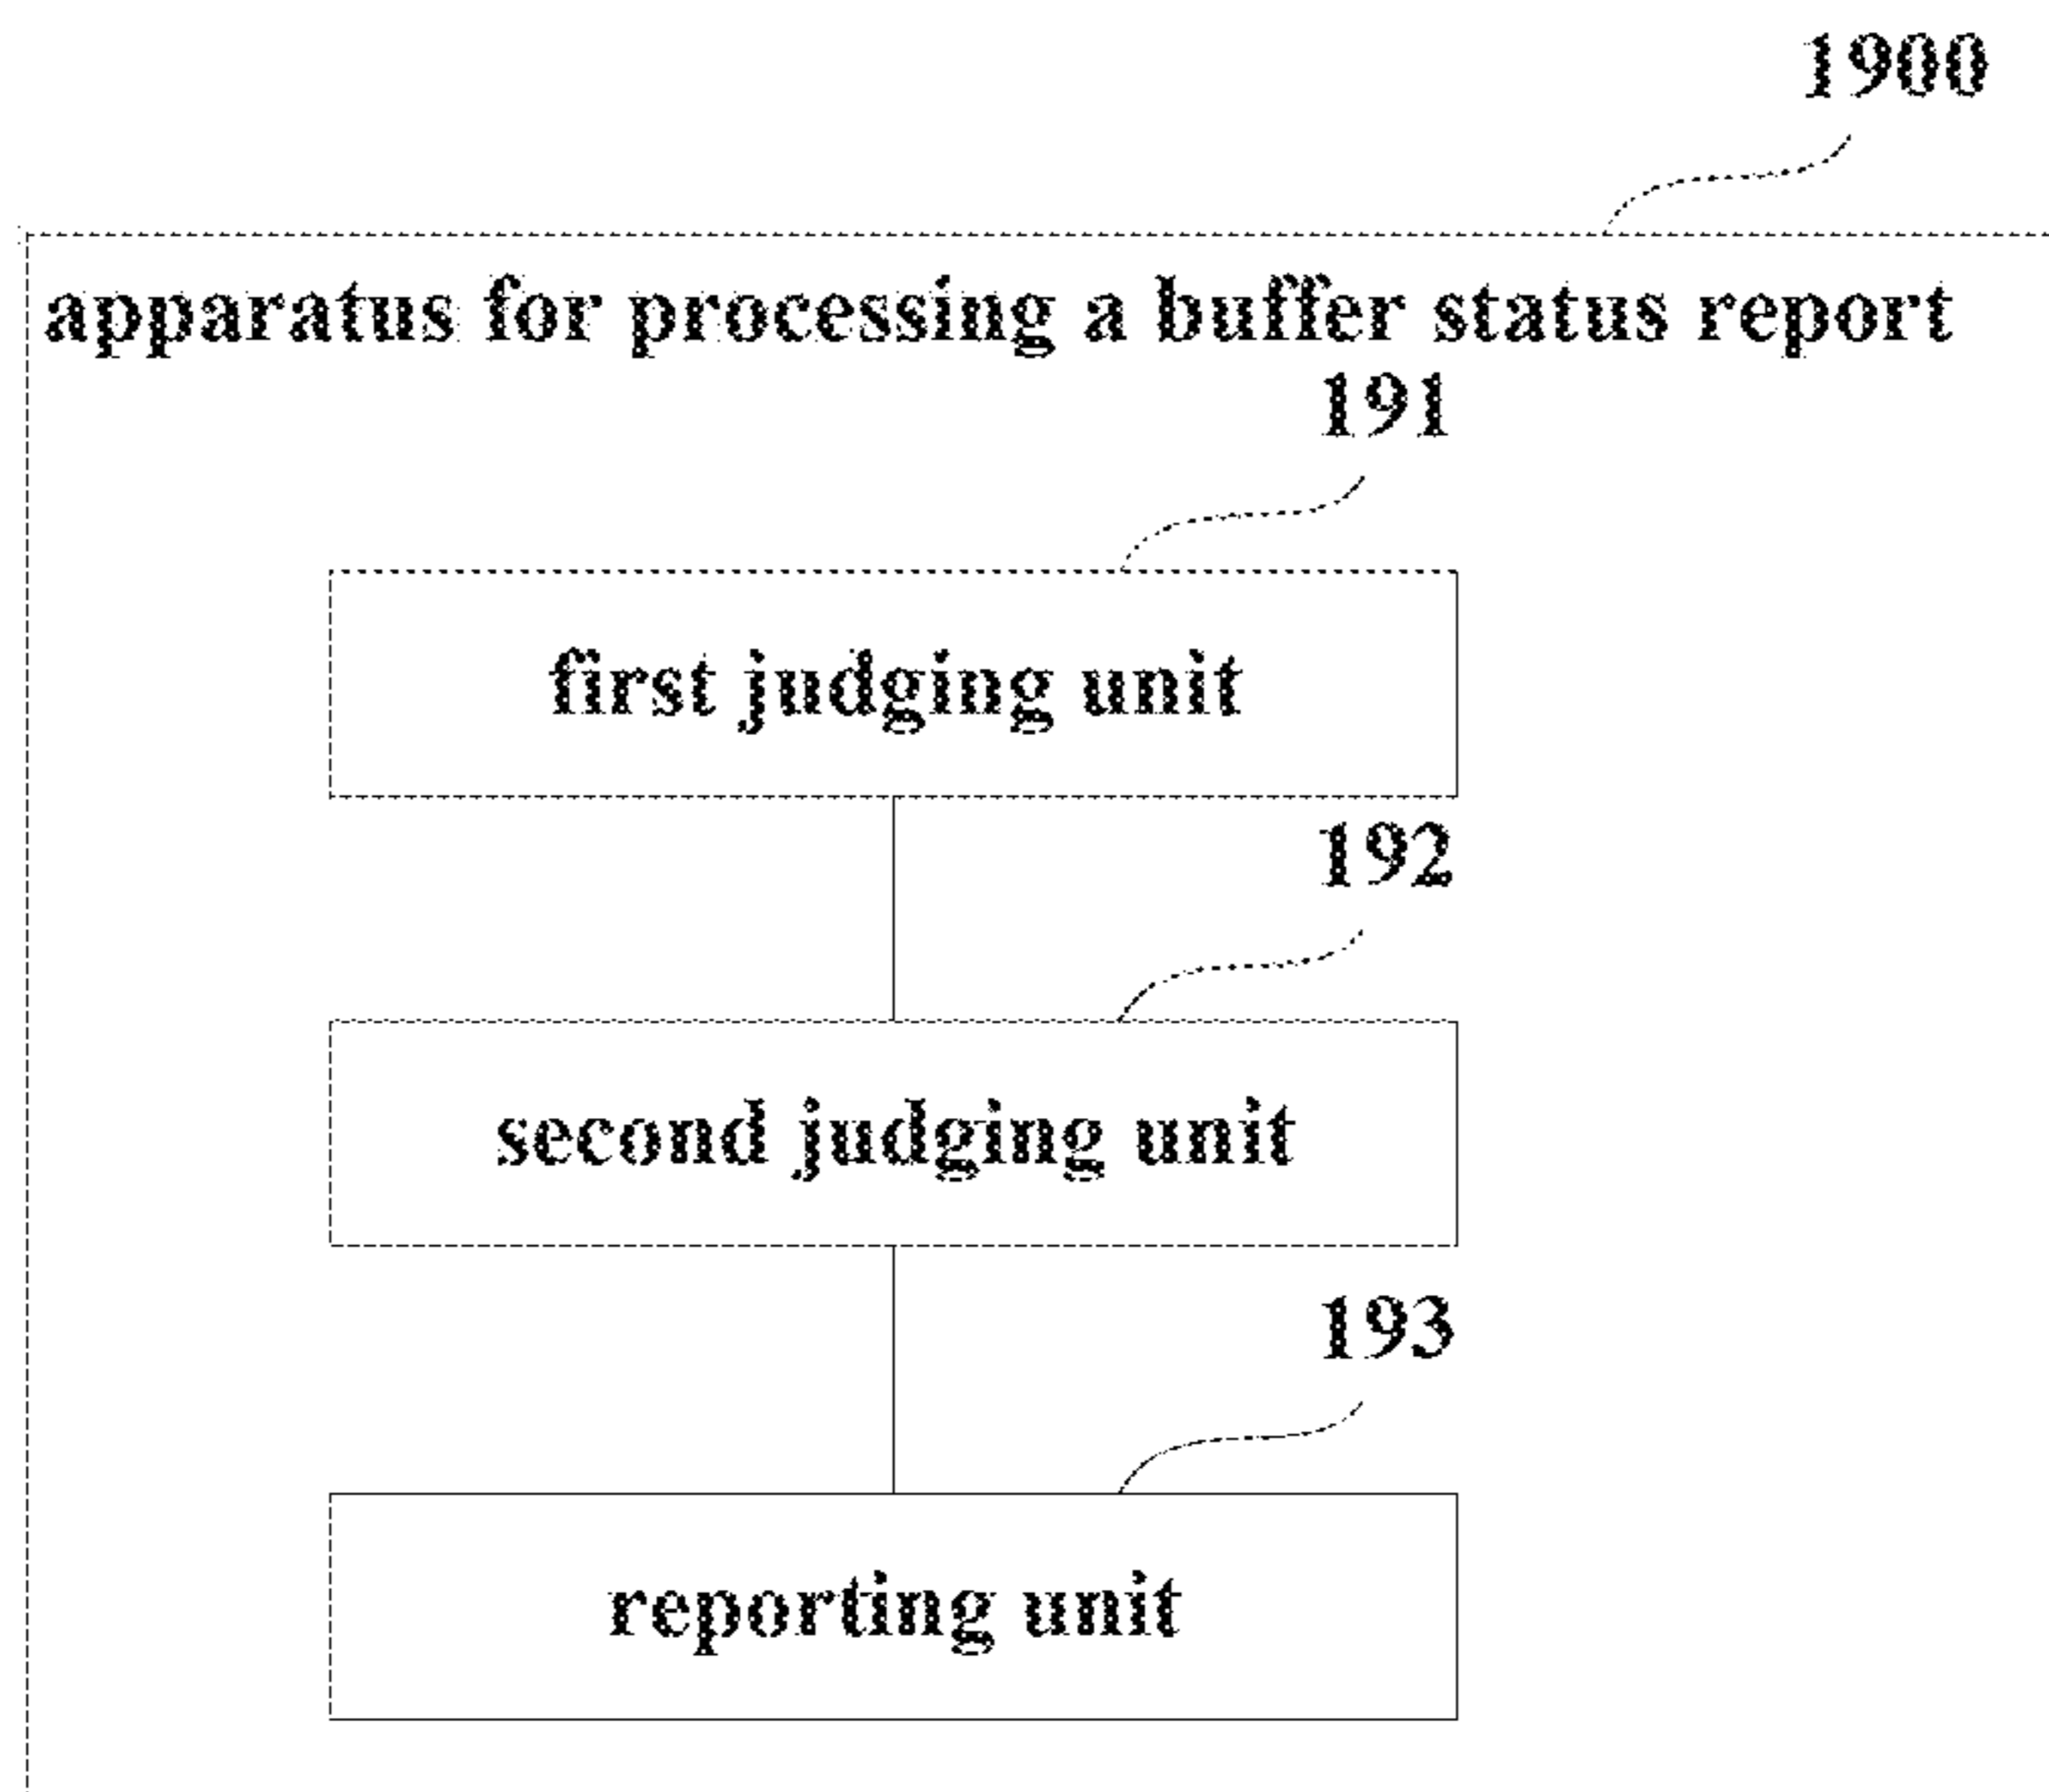 1900
apparatus for processing a buffer status report
191
first judging unit
192
second judging unit
193
reporting unit